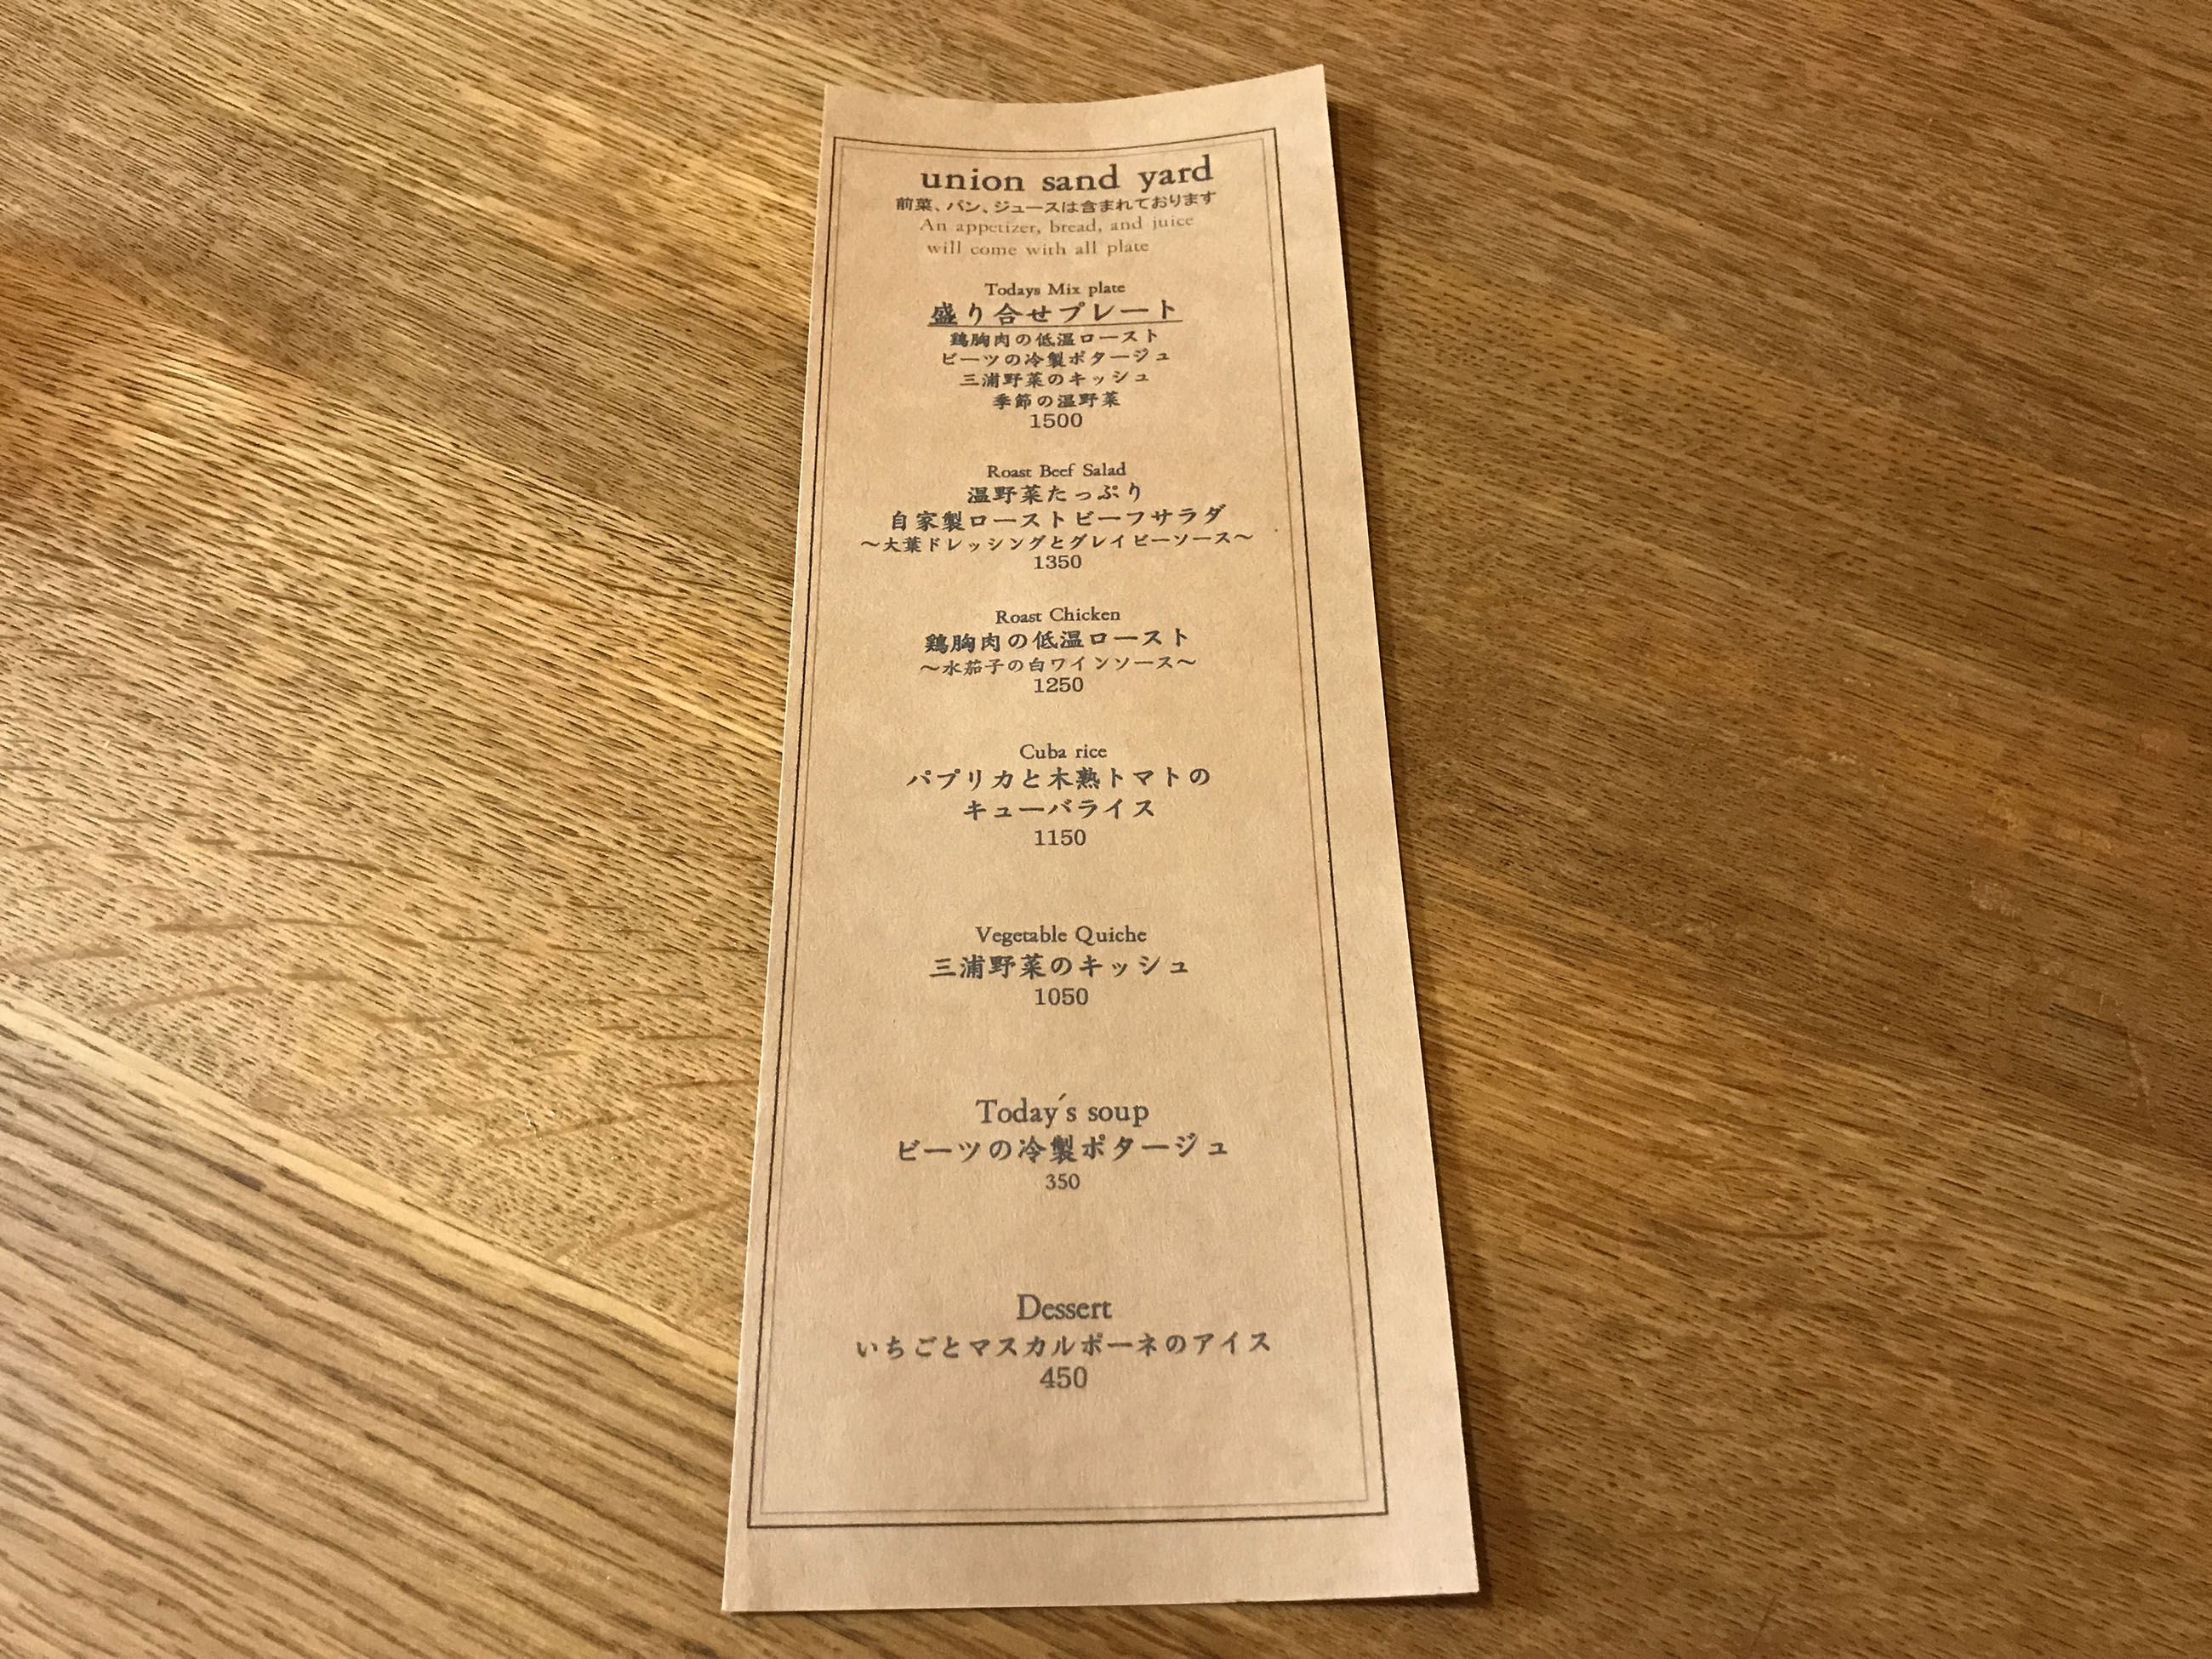 union sand yard
前菜、パン、ジュースは含まれております
An appetizer, bread, and juice
will come with all plate
Todays Mix plate
盛り合せプレート
鶏胸肉の低温ロースト
ビーツの冷製ポタージュ
三浦野菜のキッシュ
季節の温野菜
1500
Roast Beef Salad
温野菜たっぷり
自家製ローストビーフサラダ
〜大葉ドレッシングとグレイビーソース〜
1350
Roast Chicken
鶏胸肉の低温ロースト
〜水茄子の白ワインソース〜
1250
Cuba rice
パプリカと木熟トマトの
キューバライス
1150
Vegetable Quiche
三浦野菜のキッシュ
1050
Today´s soup
ビーツの冷製ポタージュ
350
Dessert
いちごとマスカルポーネのアイス
450